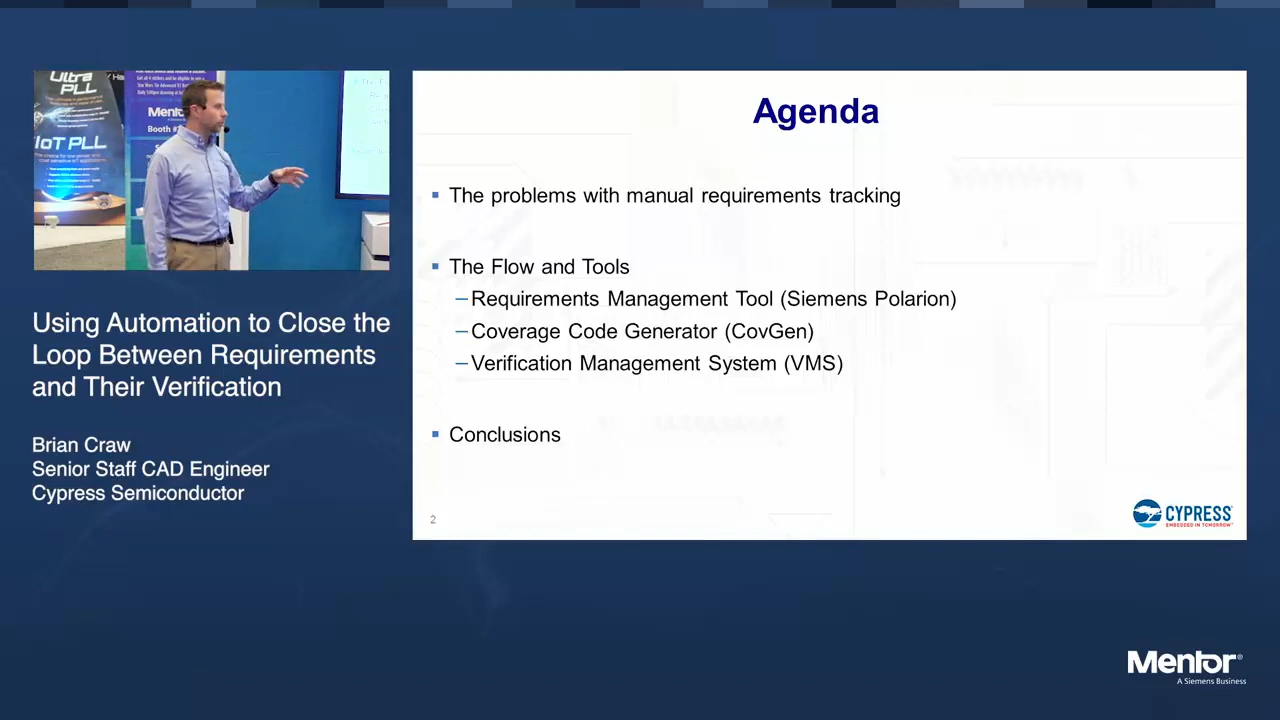 Ultra
PLL
IoT PLL
Mentor
Booth #
Using Automation to Close the
Loop Between Requirements
and Their Verification
Brian Craw
Senior Staff CAD Engineer
Cypress Semiconductor
Agenda
▪ The problems with manual requirements tracking
▪ The Flow and Tools
–Requirements Management Tool (Siemens Polarion)
–Coverage Code Generator (CovGen)
–Verification Management System (VMS)
▪ Conclusions
2
CYPRESS
EMBEDDED IN TOMORROW
Mentor®
A Siemens Business